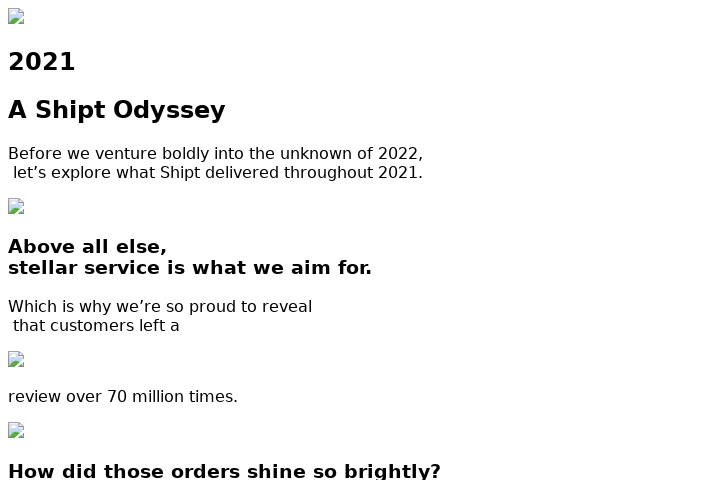 2021
A Shipt Odyssey
Before we venture boldly into the unknown of 2022,
let’s explore what Shipt delivered throughout 2021.
Above all else,
stellar service is what we aim for.
Which is why we’re so proud to reveal
that customers left a
review over 70 million times.
How did those orders shine so brightly?